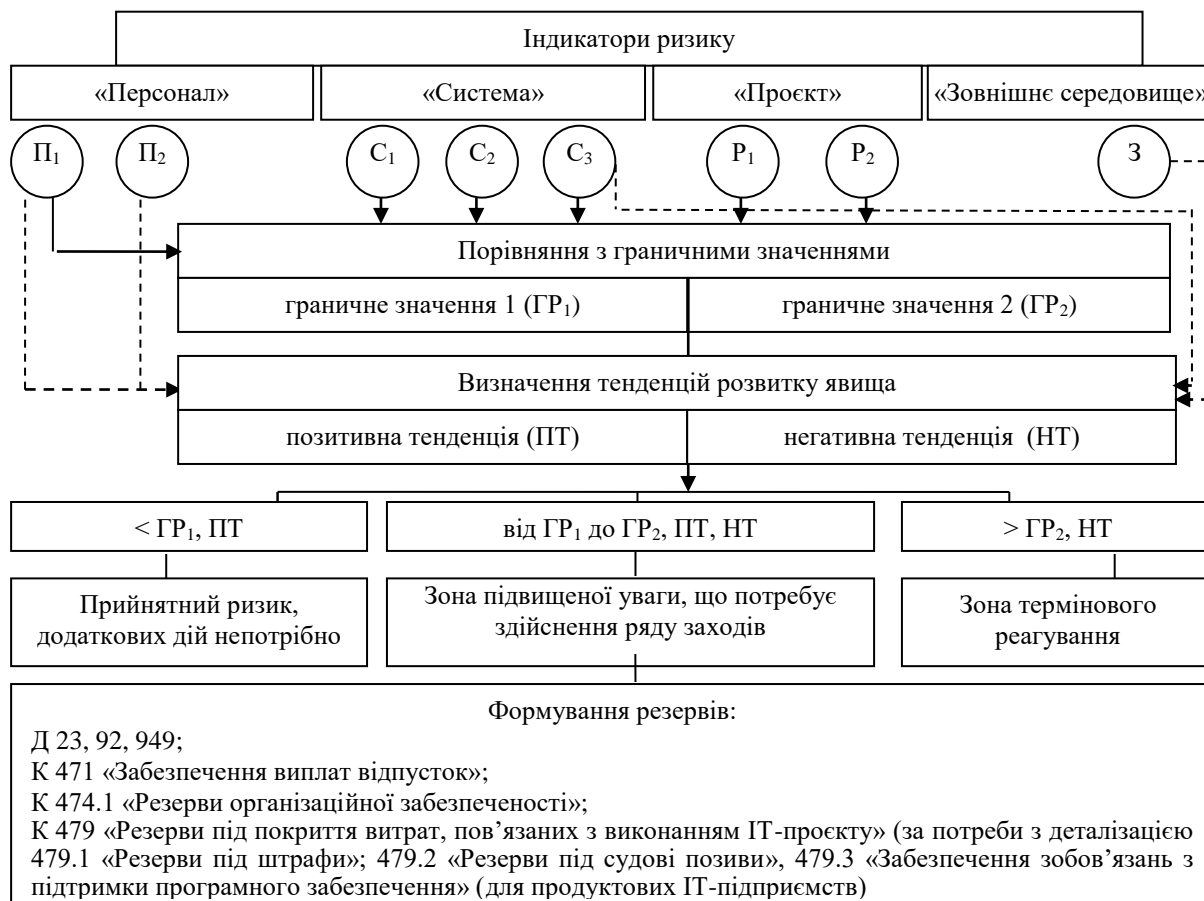 Індикатори ризику
«Персонал»
«Система»
«Проєкт»
«Зовнішнє середовище»
П₁
П₂
С₁
С₂
С₃
Р₁
Р₂
З
Порівняння з граничними значеннями
граничне значення 1 (ГР₁)
граничне значення 2 (ГР₂)
Визначення тенденцій розвитку явища
позитивна тенденція (ПТ)
негативна тенденція (НТ)
< ГР₁, ПТ
від ГР₁ до ГР₂, ПТ, НТ
> ГР₂, НТ
Прийнятний ризик,
додаткових дій непотрібно
Зона підвищеної уваги, що потребує
здійснення ряду заходів
Зона термінового
реагування
Формування резервів:
Д 23, 92, 949;
К 471 «Забезпечення виплат відпусток»;
К 474.1 «Резерви організаційної забезпеченості»;
К 479 «Резерви під покриття витрат, пов’язаних з виконанням ІТ-проєкту» (за потреби з деталізацією
479.1 «Резерви під штрафи»; 479.2 «Резерви під судові позиви», 479.3 «Забезпечення зобов’язань з
підтримки програмного забезпечення» (для продуктових ІТ-підприємств)